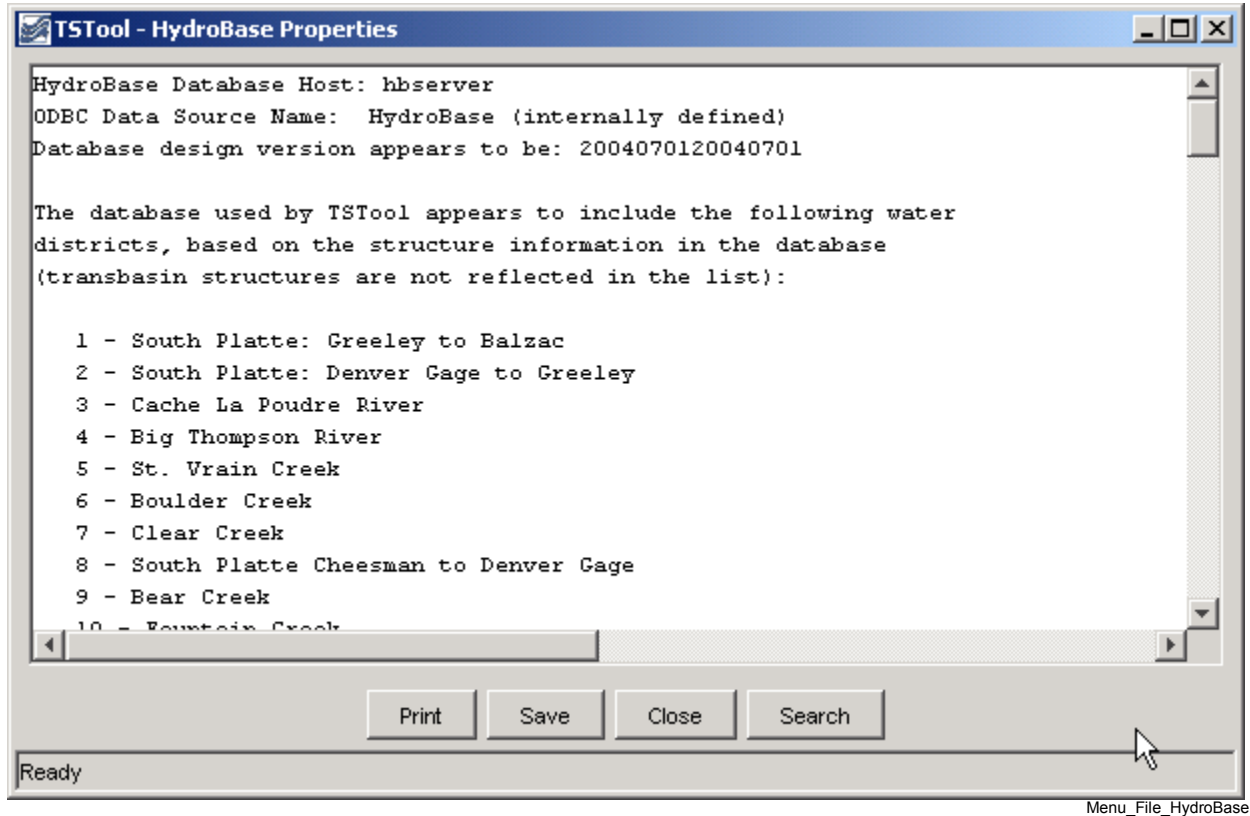 TSTool - HydroBase Properties
HydroBase Database Host: hbserver
ODBC Data Source Name:  HydroBase (internally defined)
Database design version appears to be: 2004070120040701
The database used by TSTool appears to include the following water
districts, based on the structure information in the database
(transbasin structures are not reflected in the list):
1 - South Platte: Greeley to Balzac
2 - South Platte: Denver Gage to Greeley
3 - Cache La Poudre River
4 - Big Thompson River
5 - St. Vrain Creek
6 - Boulder Creek
7 - Clear Creek
8 - South Platte Cheesman to Denver Gage
9 - Bear Creek
10 - Fountain Creek
Print Save Close Search
Ready
Menu_File_HydroBase